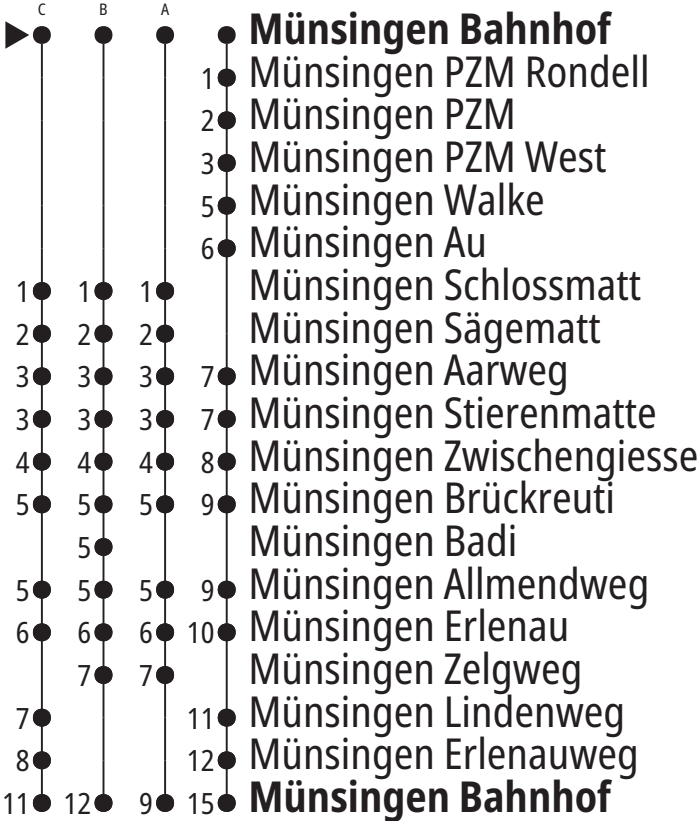 C B A
Münsingen Bahnhof
1 Münsingen PZM Rondell
2 Münsingen PZM
3 Münsingen PZM West
5 Münsingen Walke
6 Münsingen Au
1 1 1 Münsingen Schlossmatt
2 2 2 Münsingen Sägematt
3 3 3 7 Münsingen Aarweg
3 3 3 7 Münsingen Stierenmatte
4 4 4 8 Münsingen Zwischengiesse
5 5 5 9 Münsingen Brückreuti
5 Münsingen Badi
5 5 5 9 Münsingen Allmendweg
6 6 6 10 Münsingen Erlenau
7 7 Münsingen Zelgweg
7 11 Münsingen Lindenweg
8 12 Münsingen Erlenauweg
11 12 9 15 Münsingen Bahnhof